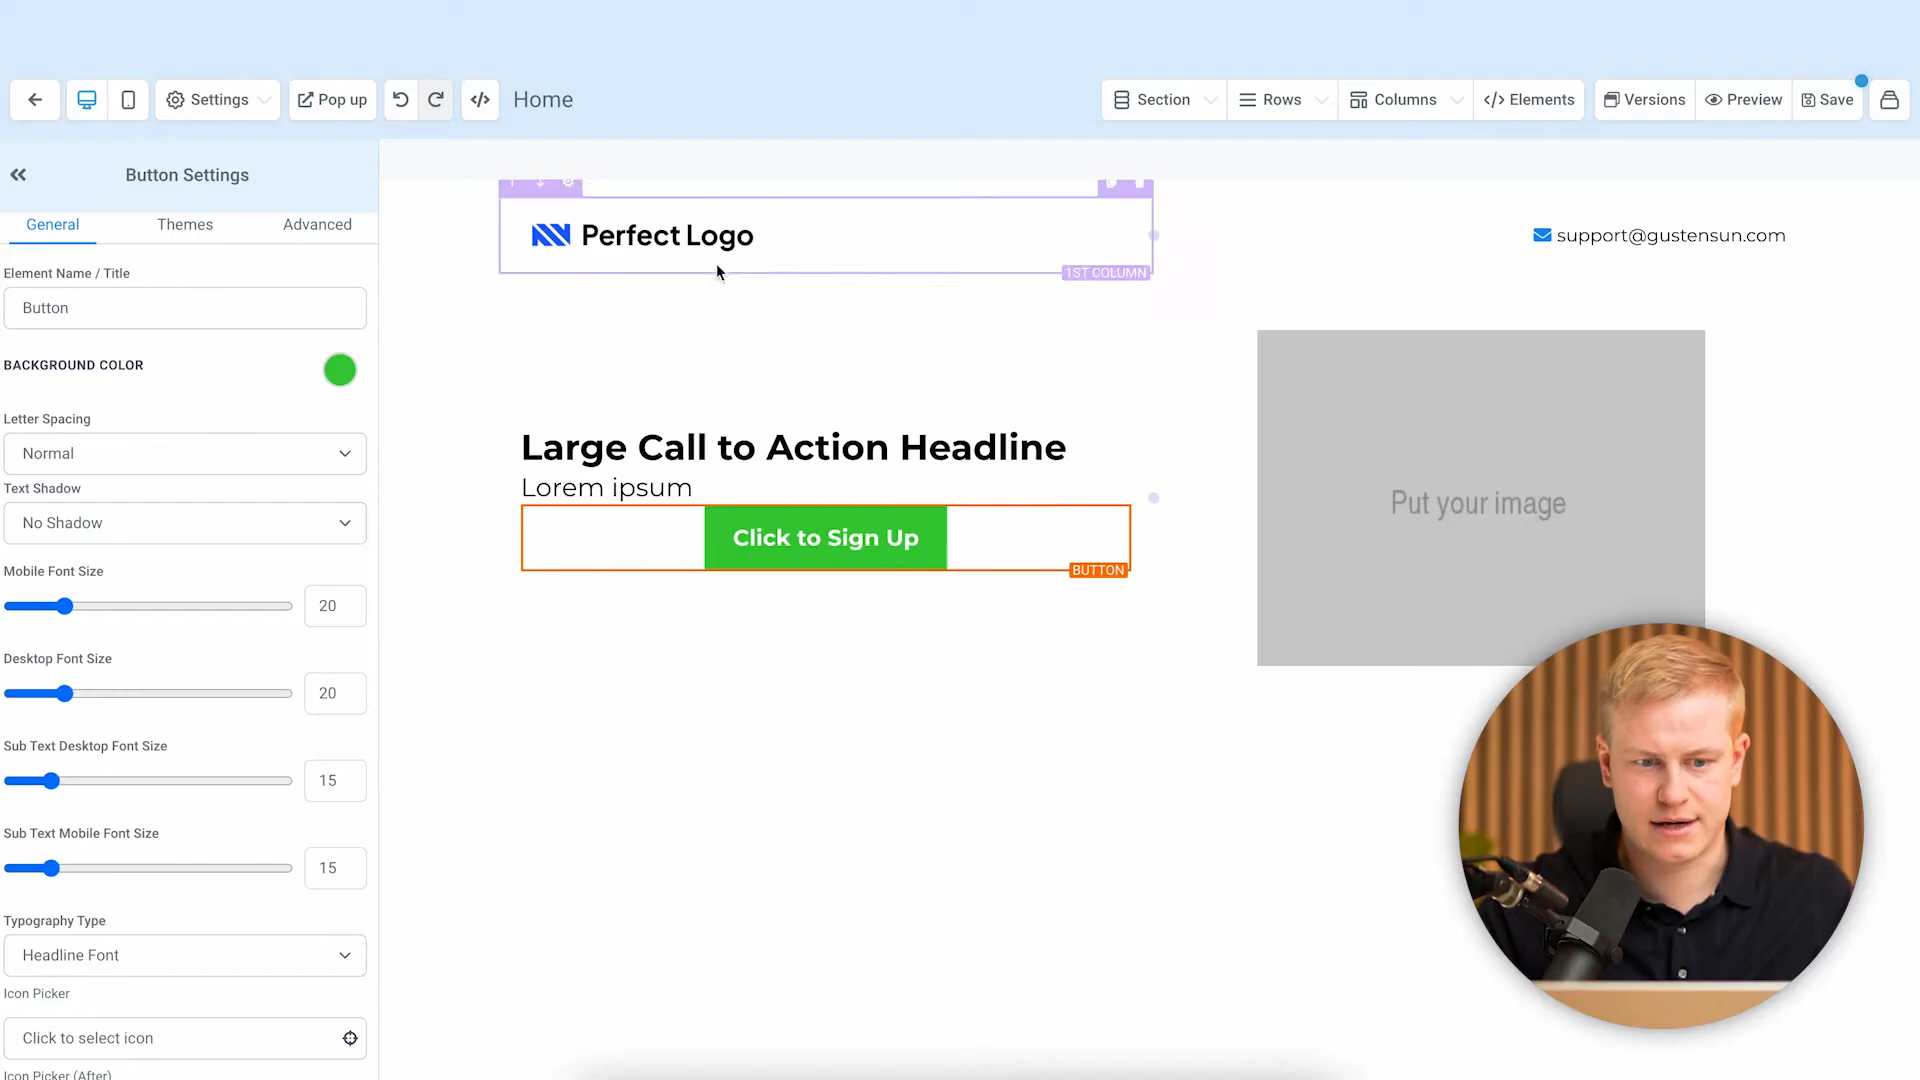 Settings
Pop up
Home
Section
Rows
Columns
</> Elements
Versions
Preview
Save
Button Settings
General
Themes
Advanced
Element Name / Title
Button
BACKGROUND COLOR
Letter Spacing
Normal
Text Shadow
No Shadow
Mobile Font Size
20
Desktop Font Size
20
Sub Text Desktop Font Size
15
Sub Text Mobile Font Size
15
Typography Type
Headline Font
Icon Picker
Click to select icon
Icon Picker (After)
Perfect Logo
1ST COLUMN
support@gustensun.com
Large Call to Action Headline
Lorem ipsum
Click to Sign Up
BUTTON
Put your image